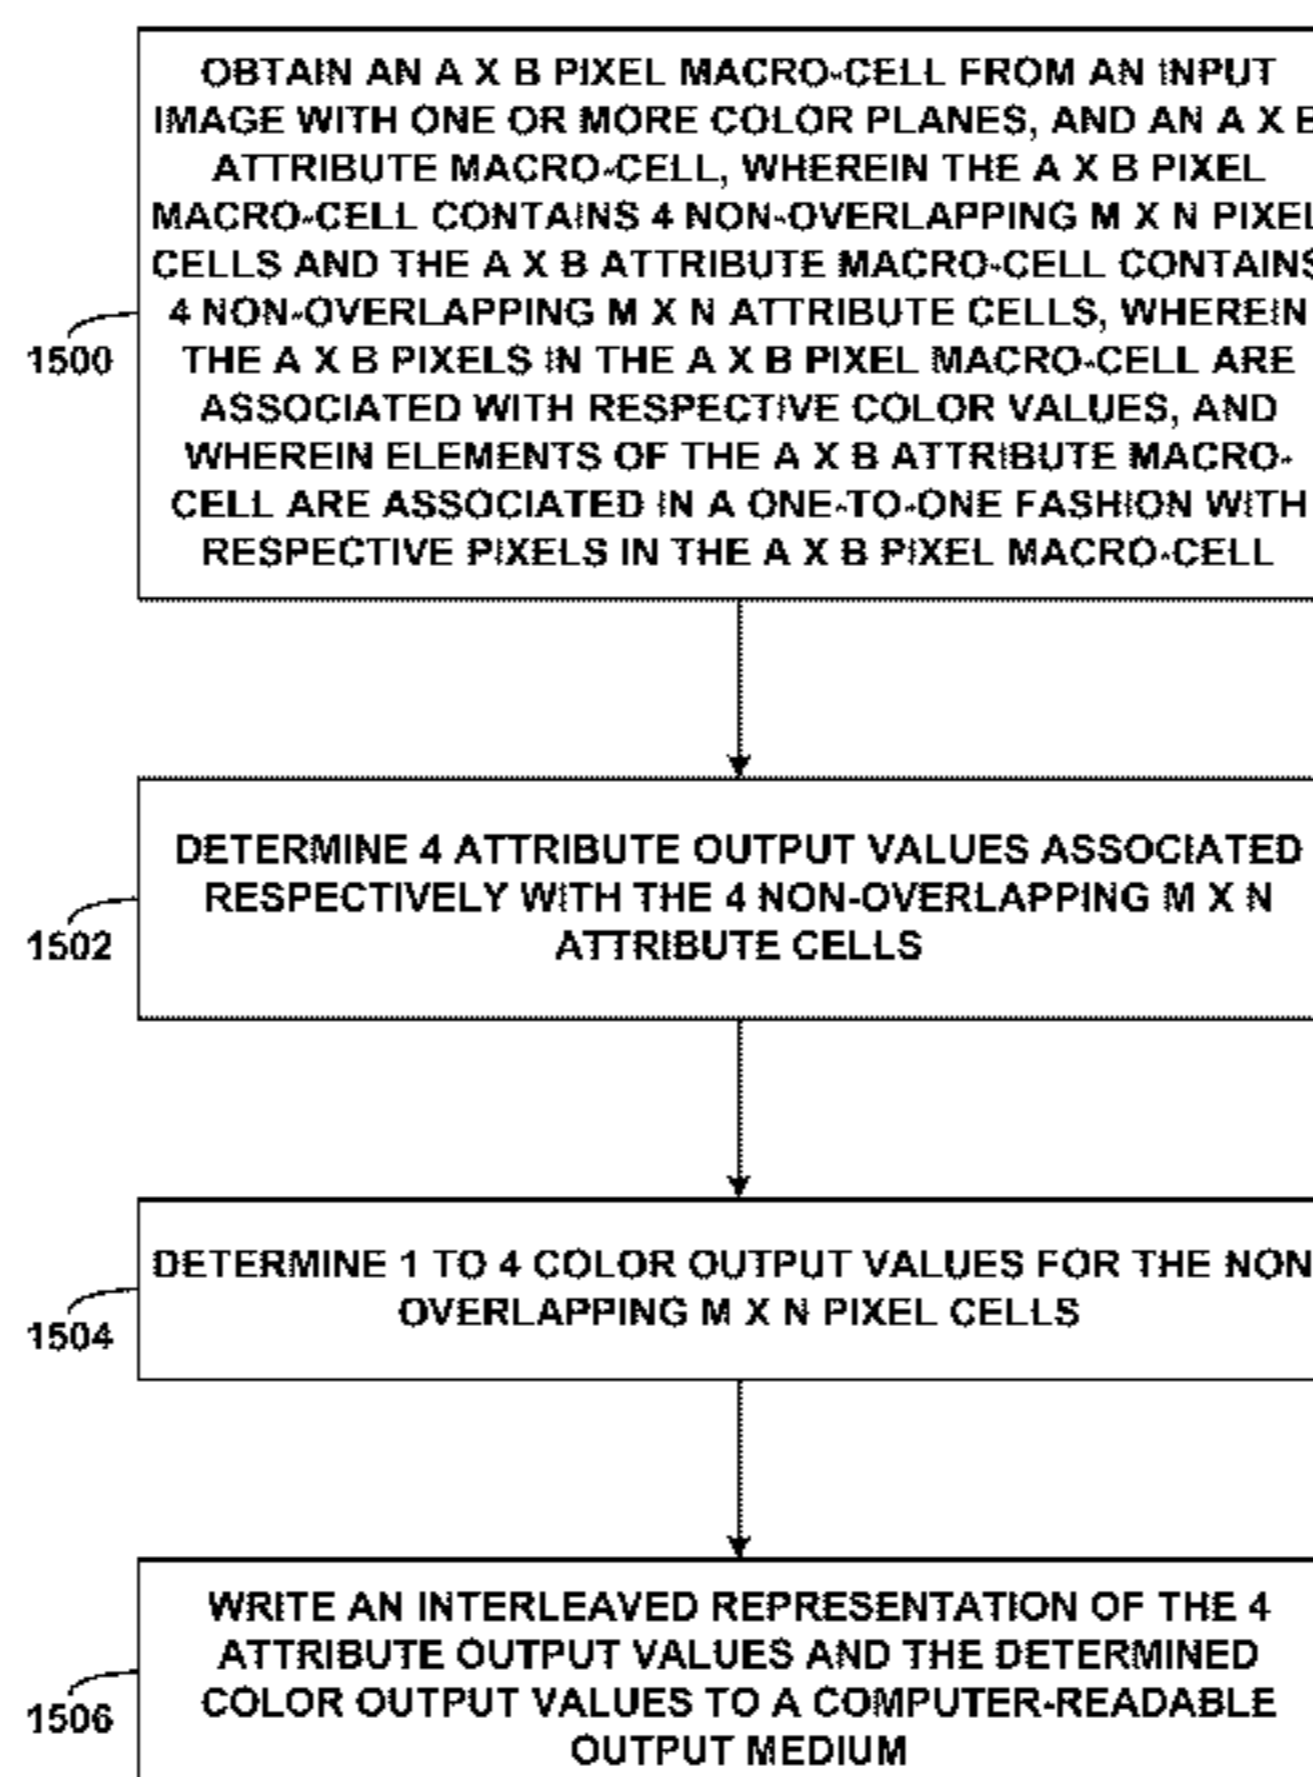 OBTAIN AN A X B PIXEL MACRO-CELL FROM AN INPUT
IMAGE WITH ONE OR MORE COLOR PLANES, AND AN A X B
ATTRIBUTE MACRO-CELL, WHEREIN THE A X B PIXEL
MACRO-CELL CONTAINS 4 NON-OVERLAPPING M X N PIXEL
CELLS AND THE A X B ATTRIBUTE MACRO-CELL CONTAINS
4 NON-OVERLAPPING M X N ATTRIBUTE CELLS, WHEREIN
THE A X B PIXELS IN THE A X B PIXEL MACRO-CELL ARE
ASSOCIATED WITH RESPECTIVE COLOR VALUES, AND
WHEREIN ELEMENTS OF THE A X B ATTRIBUTE MACRO-
CELL ARE ASSOCIATED IN A ONE-TO-ONE FASHION WITH
RESPECTIVE PIXELS IN THE A X B PIXEL MACRO-CELL
1500
DETERMINE 4 ATTRIBUTE OUTPUT VALUES ASSOCIATED
RESPECTIVELY WITH THE 4 NON-OVERLAPPING M X N
ATTRIBUTE CELLS
1502
DETERMINE 1 TO 4 COLOR OUTPUT VALUES FOR THE NON
OVERLAPPING M X N PIXEL CELLS
1504
WRITE AN INTERLEAVED REPRESENTATION OF THE 4
ATTRIBUTE OUTPUT VALUES AND THE DETERMINED
COLOR OUTPUT VALUES TO A COMPUTER-READABLE
OUTPUT MEDIUM
1506